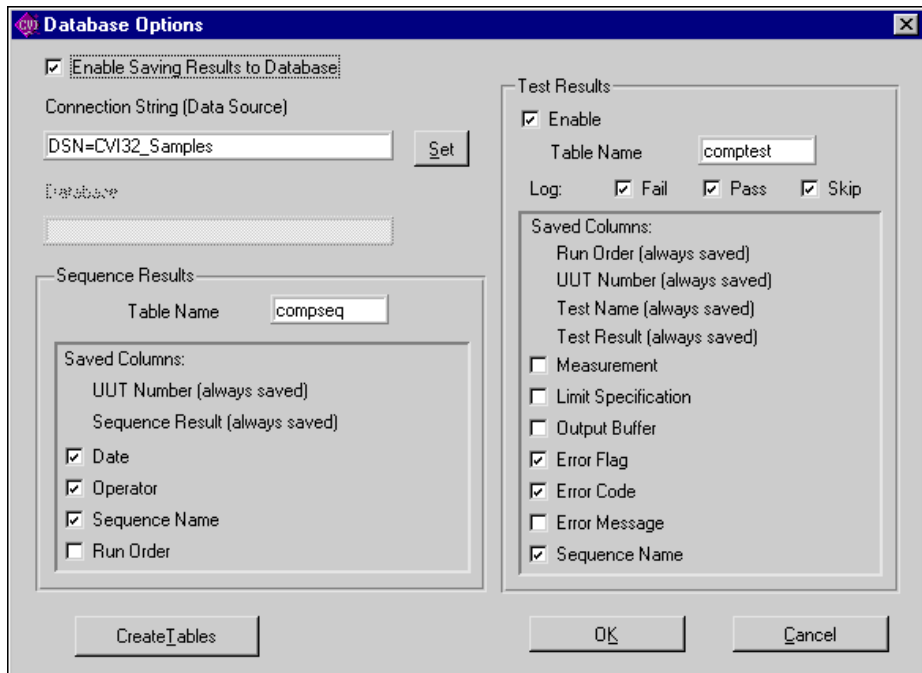 CVI Database Options
Enable Saving Results to Database
Connection String (Data Source)
DSN=CVI32_Samples
Set
Database
Sequence Results
Table Name compseq
Saved Columns:
UUT Number (always saved)
Sequence Result (always saved)
Date
Operator
Sequence Name
Run Order
CreateTables
Test Results
Enable
Table Name comptest
Log: Fail Pass Skip
Saved Columns:
Run Order (always saved)
UUT Number (always saved)
Test Name (always saved)
Test Result (always saved)
Measurement
Limit Specification
Output Buffer
Error Flag
Error Code
Error Message
Sequence Name
OK Cancel